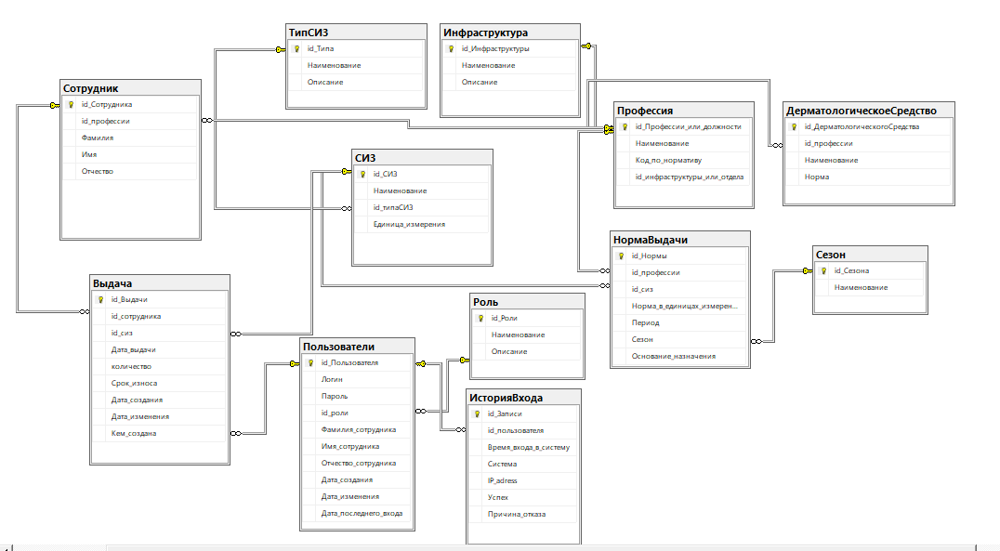 ТипСИЗ
id_Типа
Наименование
Описание
Инфраструктура
id_Инфраструктуры
Наименование
Описание
Сотрудник
id_Сотрудника
id_профессии
Фамилия
Имя
Отчество
Профессия
id_Профессии_или_должности
Наименование
Код_по_нормативу
id_инфраструктуры_или_отдела
ДерматологическоеСредство
id_ДерматологическогоСредства
id_профессии
Наименование
Норма
СИЗ
id_СИЗ
Наименование
id_типаСИЗ
Единица_измерения
НормаВыдачи
id_Нормы
id_профессии
id_сиз
Норма_в_единицах_измерен...
Период
Сезон
Основание_назначения
Сезон
id_Сезона
Наименование
Выдача
id_Выдачи
id_сотрудника
id_сиз
Дата_выдачи
количество
Срок_износа
Дата_создания
Дата_изменения
Кем_создана
Роль
id_Роли
Наименование
Описание
Пользователи
id_Пользователя
Логин
Пароль
id_роли
Фамилия_сотрудника
Имя_сотрудника
Отчество_сотрудника
Дата_создания
Дата_изменения
Дата_последнего_входа
ИсторияВхода
id_Записи
id_пользователя
Время_входа_в_систему
Система
IP_adress
Успех
Причина_отказа